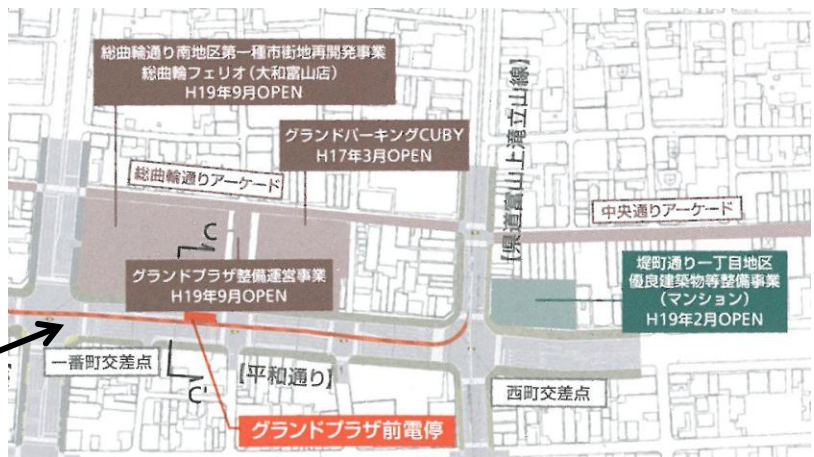 総曲輪通り南地区第一種市街地再開発事業
総曲輪フェリオ(大和富山店)
H19年9月OPEN
グランドパーキングCUBY
H17年3月OPEN
【県道富山上滝立山線】
総曲輪通りアーケード
中央通りアーケード
C
グランドプラザ整備運営事業
H19年9月OPEN
堤町通り一丁目地区
優良建築物等整備事業
(マンション)
H19年2月OPEN
一番町交差点
C'
【平和通り】
西町交差点
グランドプラザ前電停